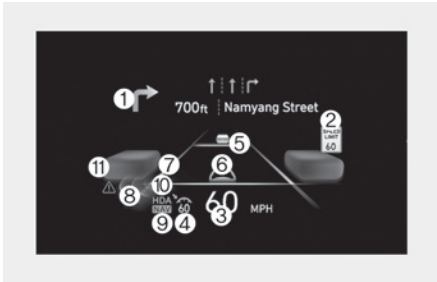 ①
700ft Namyang Street
②
SPEED
LIMIT
60
⑤
⑪ ⑦ ⑥
⑧ ⑩
HDA
NAV 60 60 MPH
⑨ ④ ③